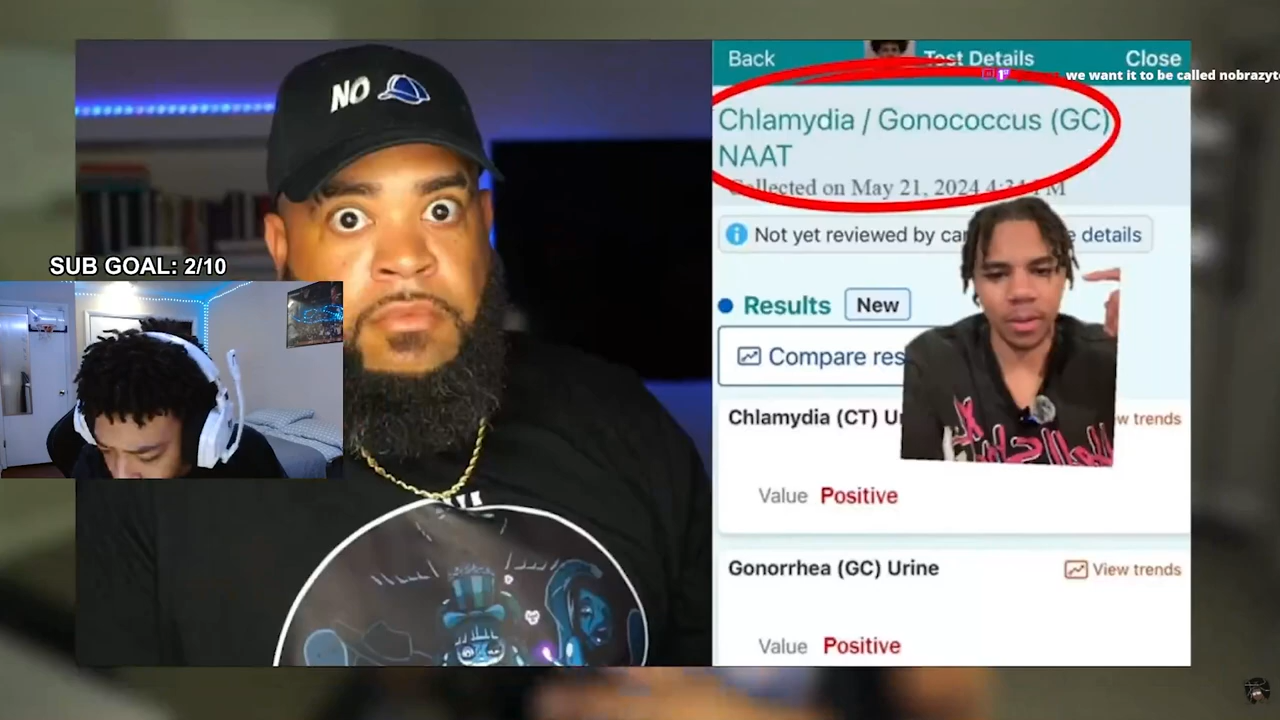 NO
Back
Test Details
Close
we want it to be called nobrazyt
Chlamydia / Gonococcus (GC)
NAAT
Collected on May 21, 2024
Not yet reviewed by
details
SUB GOAL: 2/10
Results
New
Compare
Chlamydia (CT)
trends
Value Positive
Gonorrhea (GC) Urine
View trends
Value Positive